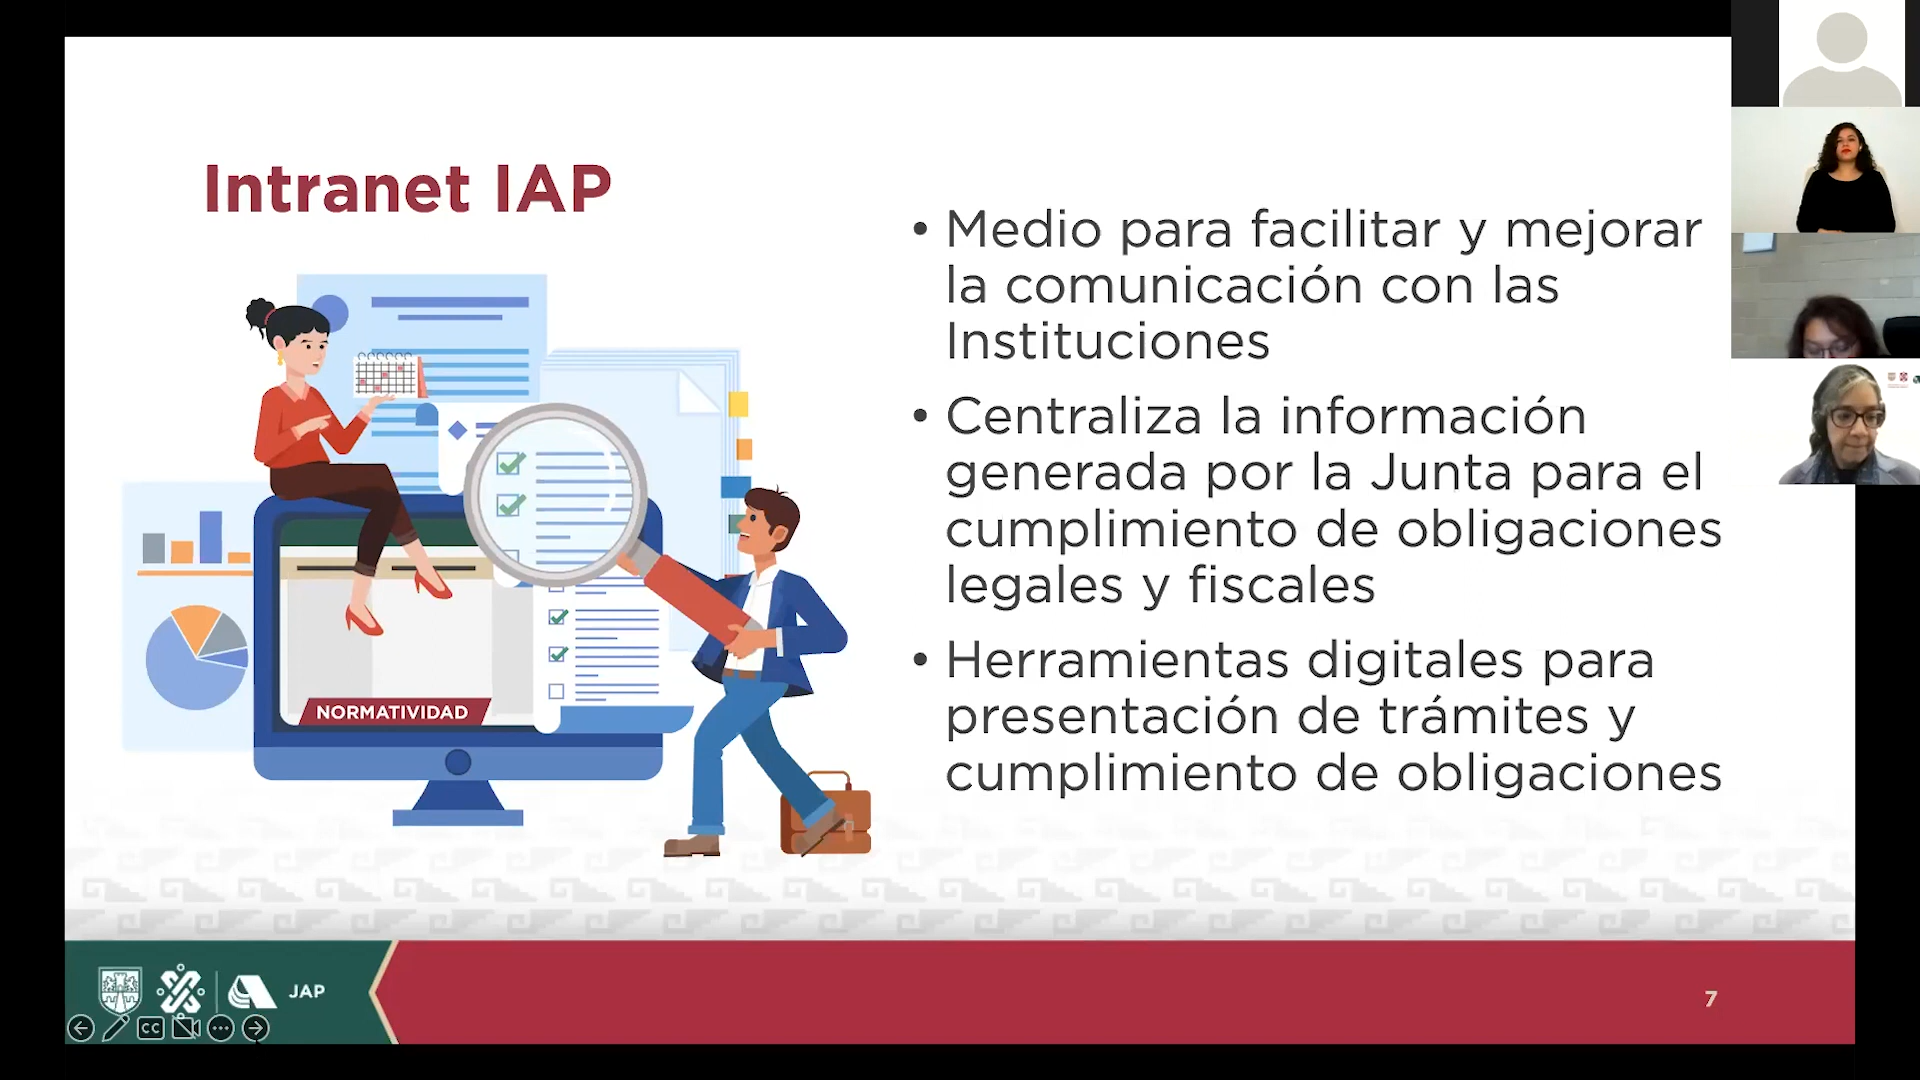 Intranet IAP
• Medio para facilitar y mejorar
la comunicación con las
Instituciones
• Centraliza la información
generada por la Junta para el
cumplimiento de obligaciones
legales y fiscales
• Herramientas digitales para
presentación de trámites y
cumplimiento de obligaciones
NORMATIVIDAD
JAP
CC
7